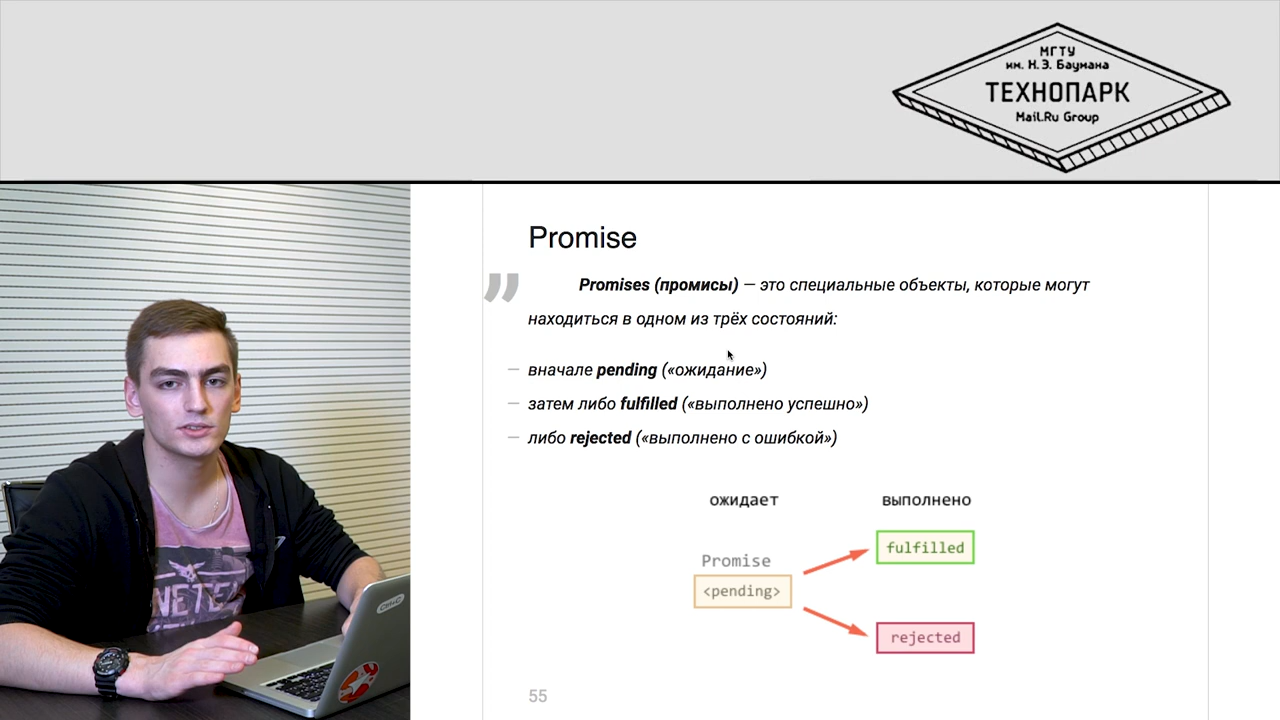 МГТУ
им. Н.Э. Баумана
ТЕХНОПАРК
Mail.Ru Group
Promise
” Promises (промисы) — это специальные объекты, которые могут
находиться в одном из трёх состояний:
— вначале pending («ожидание»)
— затем либо fulfilled («выполнено успешно»)
— либо rejected («выполнено с ошибкой»)
ожидает выполнено
fulfilled
Promise
<pending>
rejected
55